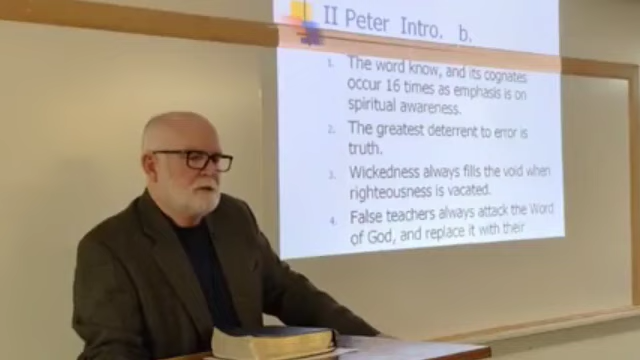 II Peter Intro. b.
1. The word know, and its cognates
occur 16 times as emphasis is on
spiritual awareness.
2. The greatest deterrent to error is
truth.
3. Wickedness always fills the void when
righteousness is vacated.
4. False teachers always attack the Word
of God, and replace it with their